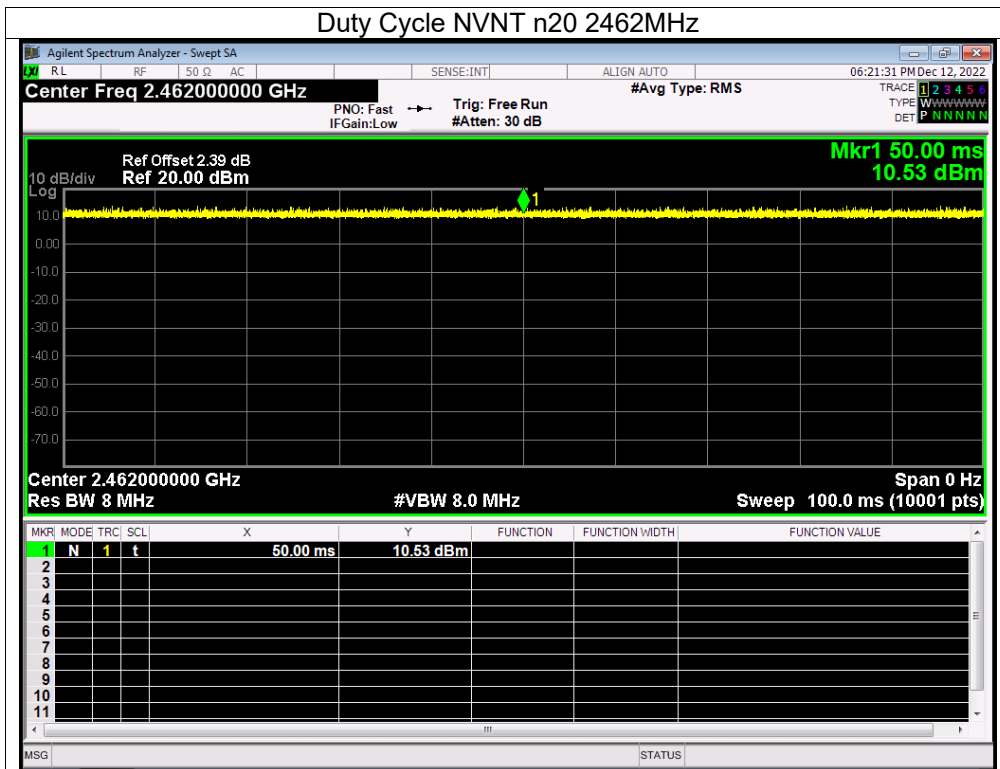 Duty Cycle NVNT n20 2462MHz
Agilent Spectrum Analyzer - Swept SA
LXI RL RF 50 Ω AC SENSE:INT ALIGN AUTO 06:21:31 PM Dec 12, 2022
Center Freq 2.462000000 GHz #Avg Type: RMS TRACE 1 2 3 4 5 6
PNO: Fast Trig: Free Run TYPE WWWWWW
IFGain:Low #Atten: 30 dB DET P N N N N N
Mkr1 50.00 ms
Ref Offset 2.39 dB
10 dB/div Ref 20.00 dBm 10.53 dBm
Log
1
10.0
0.00
-10.0
-20.0
-30.0
-40.0
-50.0
-60.0
-70.0
Center 2.462000000 GHz Span 0 Hz
Res BW 8 MHz #VBW 8.0 MHz Sweep 100.0 ms (10001 pts)
MKR MODE TRC SCL X Y FUNCTION FUNCTION WIDTH FUNCTION VALUE
1 N 1 t 50.00 ms 10.53 dBm
2
3
4
5
6
7
8
9
10
11
MSG STATUS